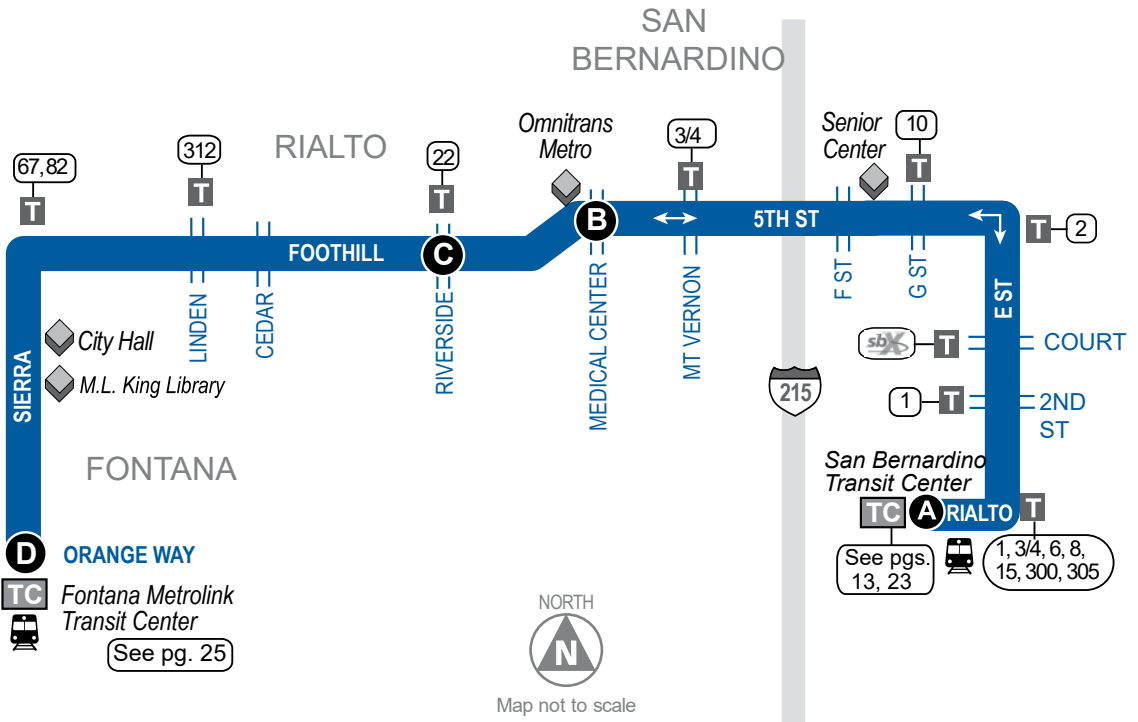 SAN
BERNARDINO
RIALTO
Omnitrans
Metro
Senior
Center
67,82
312
22
3/4
10
T
T
T
T
T
B
5TH ST
T
2
FOOTHILL
C
LINDEN
CEDAR
RIVERSIDE
MEDICAL CENTER
MT VERNON
F ST
G ST
E ST
City Hall
M.L. King Library
SIERRA
sbX
T
COURT
215
1
T
2ND
ST
FONTANA
San Bernardino
Transit Center
TC
A
RIALTO
T
See pgs.
13, 23
1, 3/4, 6, 8,
15, 300, 305
D
ORANGE WAY
TC
Fontana Metrolink
Transit Center
See pg. 25
NORTH
N
Map not to scale